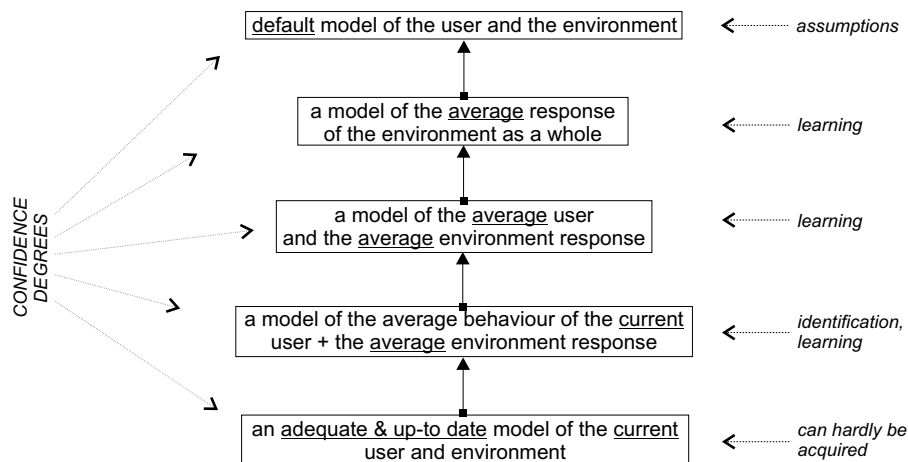 default model of the user and the environment
assumptions
a model of the average response
of the environment as a whole
learning
CONFIDENCE
DEGREES
a model of the average user
and the average environment response
learning
a model of the average behaviour of the current
user + the average environment response
identification,
learning
an adequate & up-to date model of the current
user and environment
can hardly be
acquired